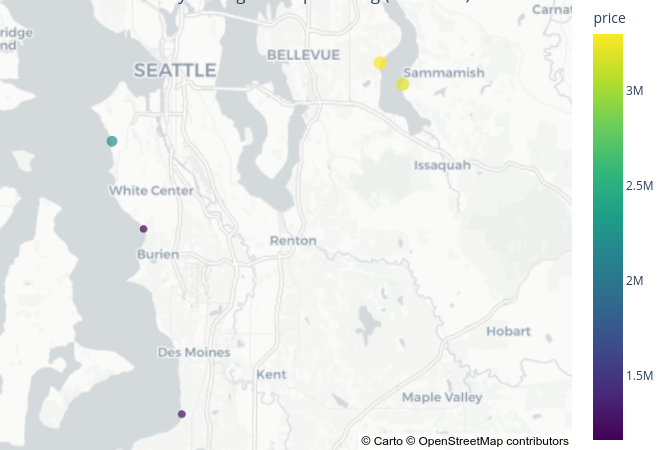 Carnat
price
ridge
nd
BELLEVUE
SEATTLE
Sammamish
3M
Issaquah
2.5M
White Center
Renton
Burien
2M
Hobart
Des Moines
Kent
1.5M
Maple Valley
© Carto © OpenStreetMap contributors